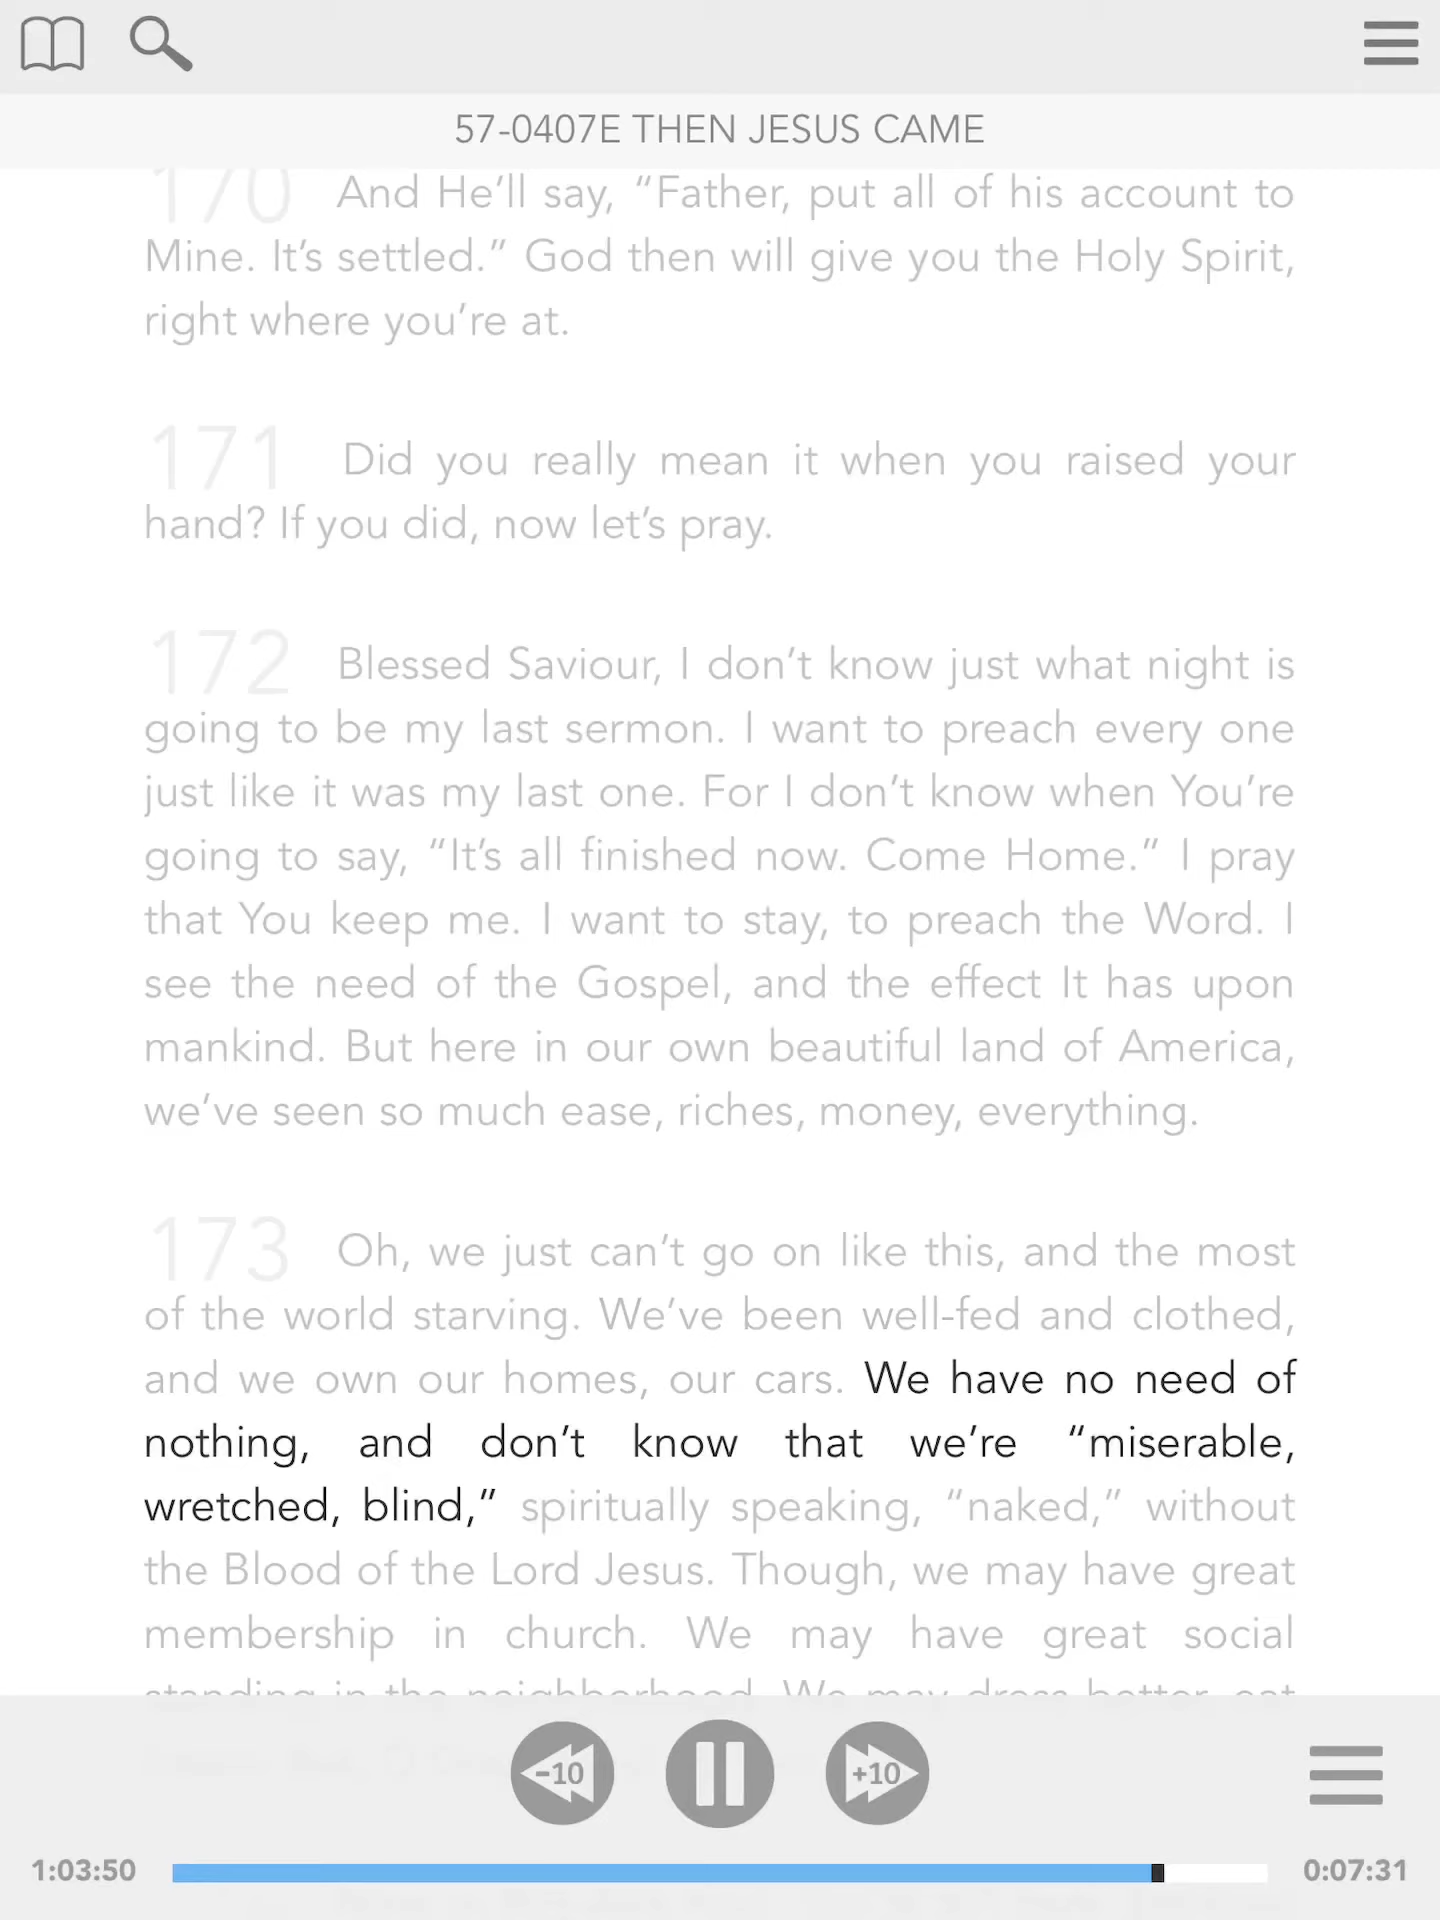 57-0407E THEN JESUS CAME
170 And He’ll say, “Father, put all of his account to
Mine. It’s settled.” God then will give you the Holy Spirit,
right where you’re at.
171 Did you really mean it when you raised your
hand? If you did, now let’s pray.
172 Blessed Saviour, I don’t know just what night is
going to be my last sermon. I want to preach every one
just like it was my last one. For I don’t know when You’re
going to say, “It’s all finished now. Come Home.” I pray
that You keep me. I want to stay, to preach the Word. I
see the need of the Gospel, and the effect It has upon
mankind. But here in our own beautiful land of America,
we’ve seen so much ease, riches, money, everything.
173 Oh, we just can’t go on like this, and the most
of the world starving. We’ve been well-fed and clothed,
and we own our homes, our cars. We have no need of
nothing, and don’t know that we’re “miserable,
wretched, blind,” spiritually speaking, “naked,” without
the Blood of the Lord Jesus. Though, we may have great
membership in church. We may have great social
standing in the neighborhood. We may dress better, eat
-10 +10
1:03:50 0:07:31